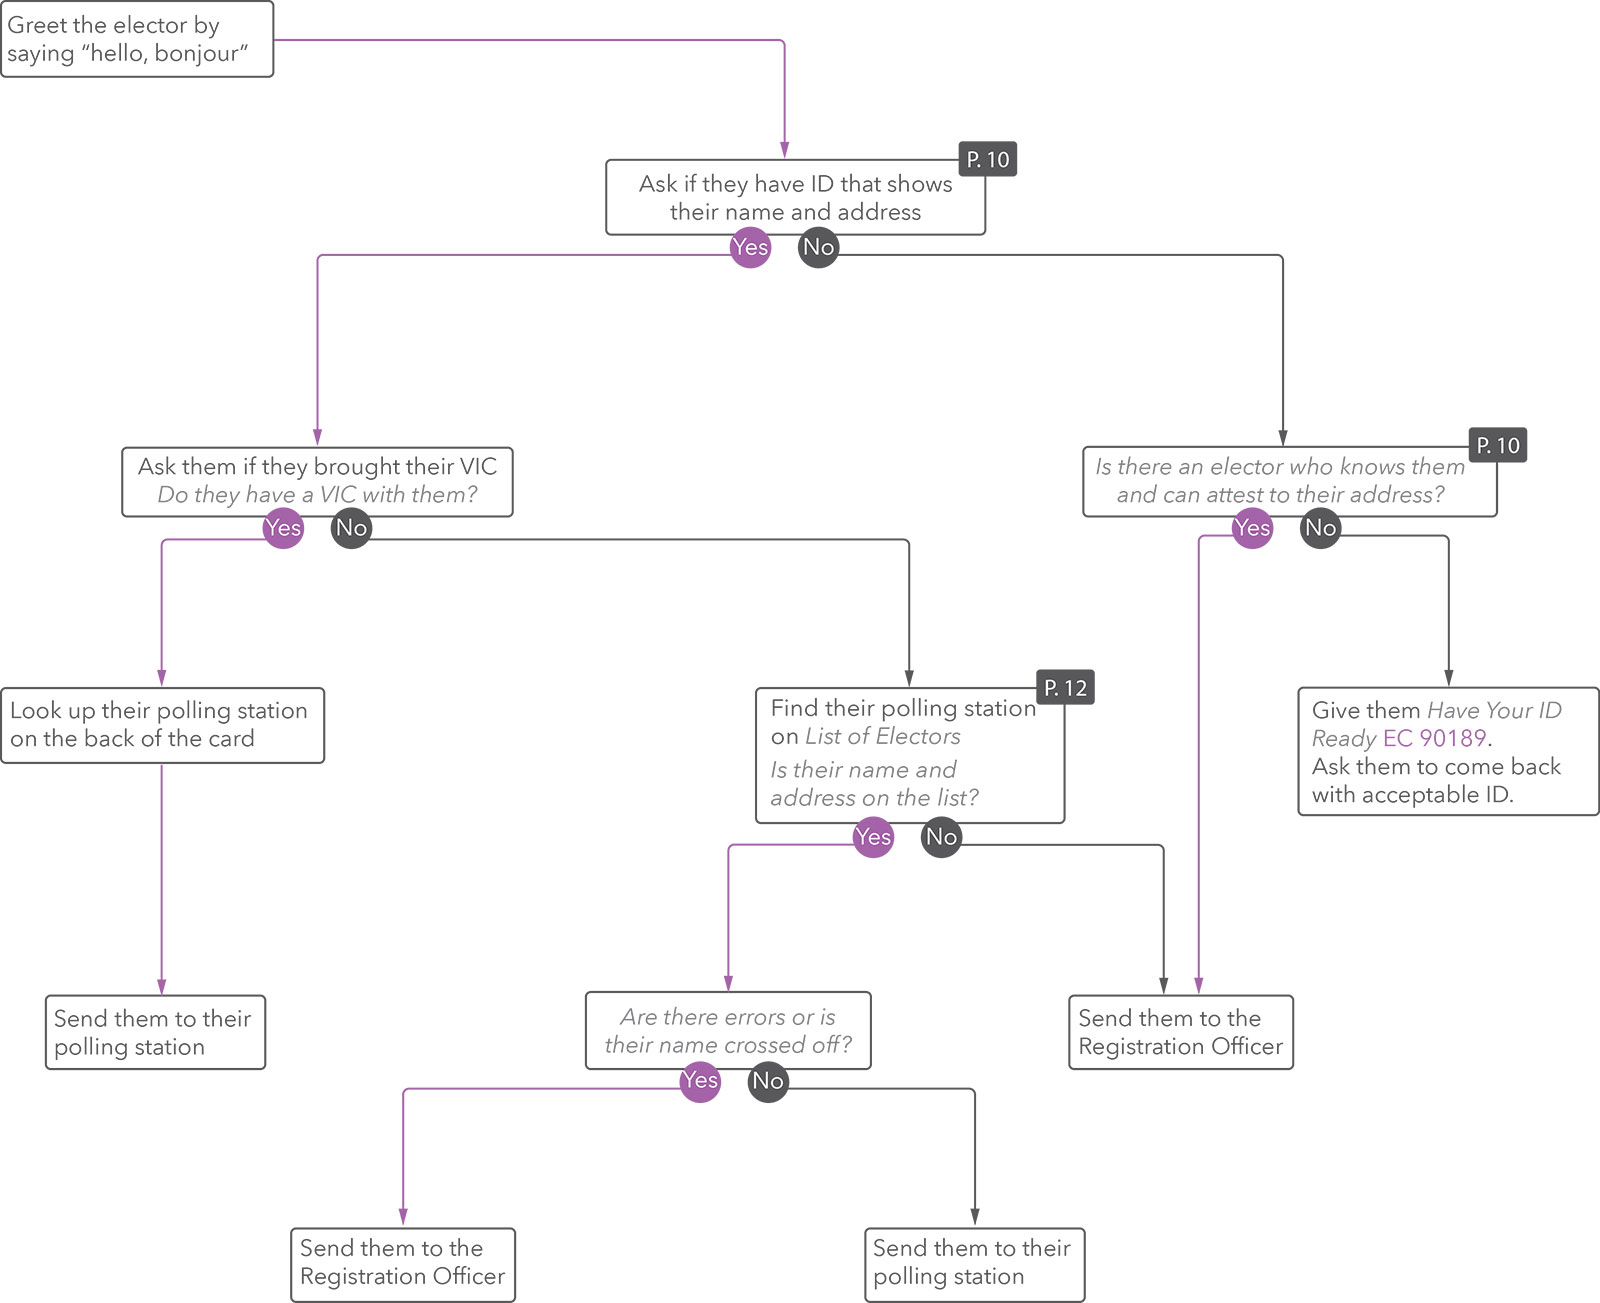 Greet the elector by
saying “hello, bonjour“
P. 10
Ask if they have ID that shows
their name and address
Yes
No
Ask them if they brought their VIC
Do they have a VIC with them?
Yes
No
P. 10
Is there an elector who knows them
and can attest to their address?
Yes
No
Look up their polling station
on the back of the card
P. 12
Find their polling station
on List of Electors
Is their name and
address on the list?
Yes
No
Give them Have Your ID
Ready EC 90189.
Ask them to come back
with acceptable ID.
Send them to their
polling station
Are there errors or is
their name crossed off?
Yes
No
Send them to the
Registration Officer
Send them to the
Registration Officer
Send them to their
polling station